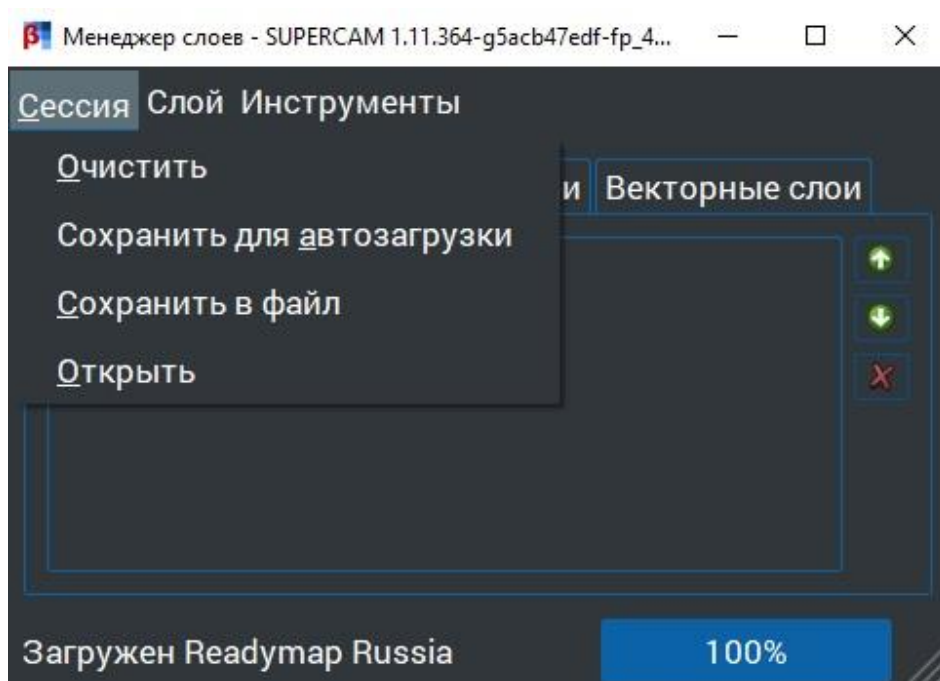 β Менеджер слоев - SUPERCAM 1.11.364-g5acb47edf-fp_4...
Сессия Слой Инструменты
Очистить
и Векторные слои
Сохранить для автозагрузки
Сохранить в файл
Открыть
Загружен Readymap Russia 100%